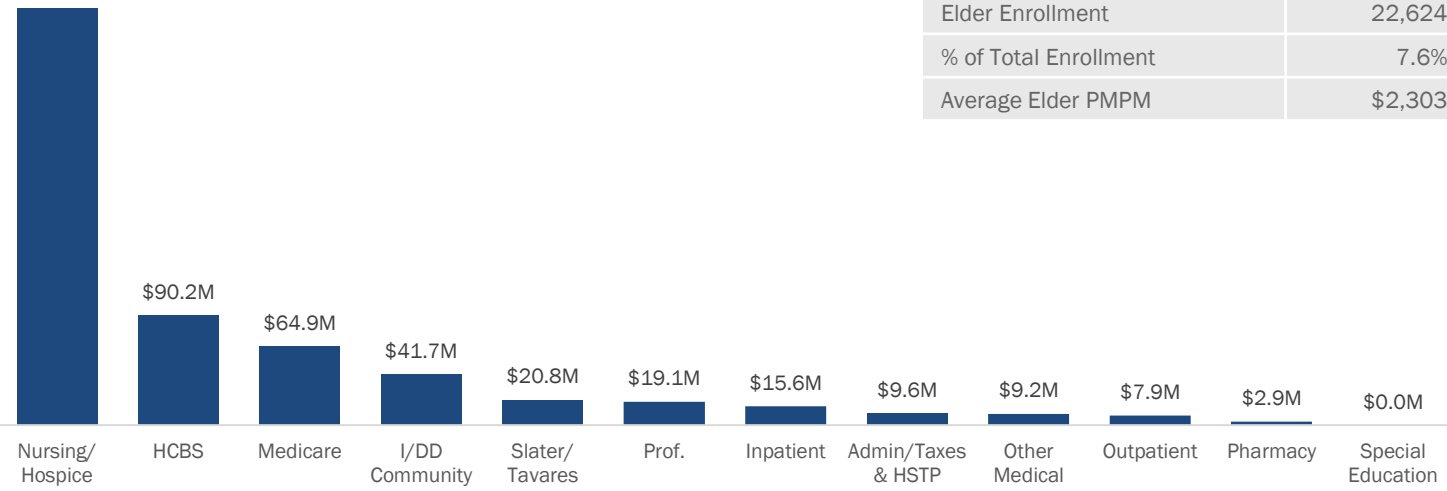 Elder Enrollment 22,624
% of Total Enrollment 7.6%
Average Elder PMPM $2,303
$90.2M
$64.9M
$41.7M
$20.8M
$19.1M
$15.6M
$9.6M
$9.2M
$7.9M
$2.9M
$0.0M
Nursing/
Hospice
HCBS
Medicare
I/DD
Community
Slater/
Tavares
Prof.
Inpatient
Admin/Taxes
& HSTP
Other
Medical
Outpatient
Pharmacy
Special
Education